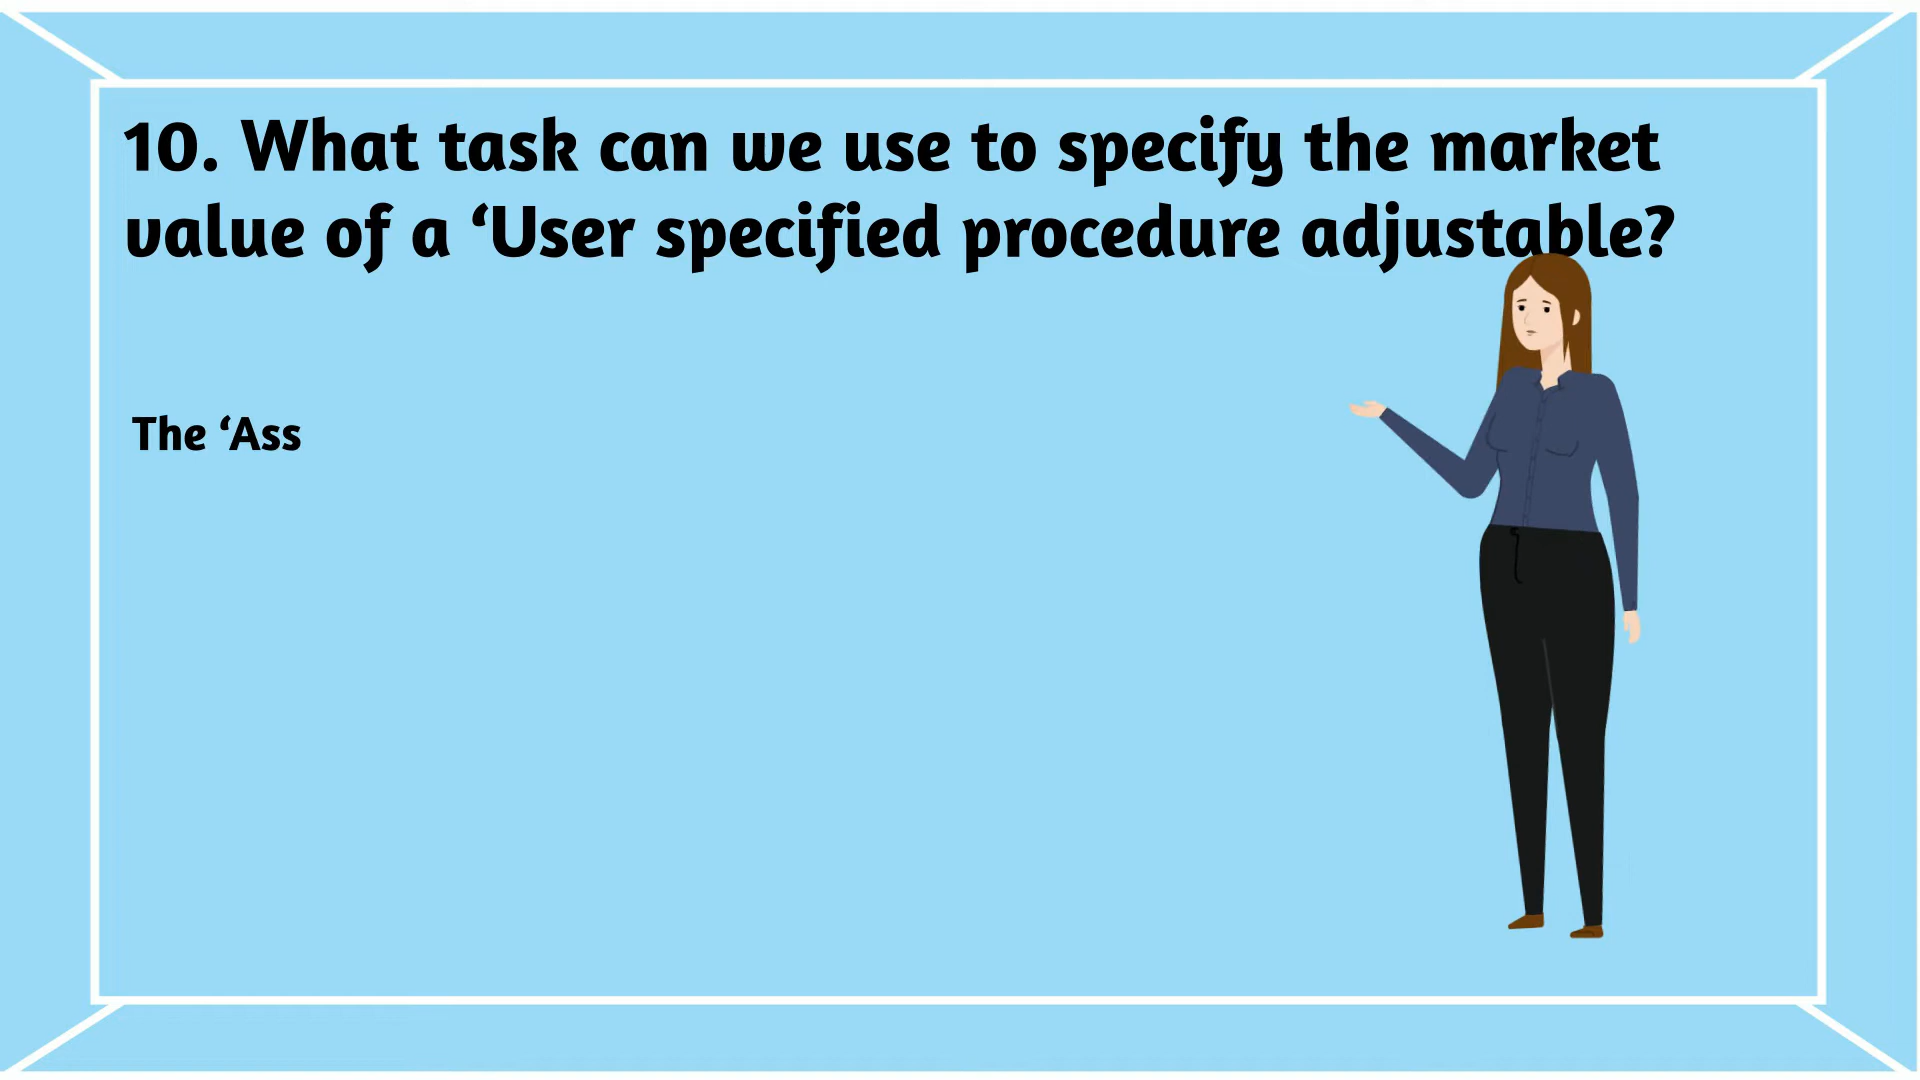 10. What task can we use to specify the market
value of a ‘User specified procedure adjustable?
The ‘Ass